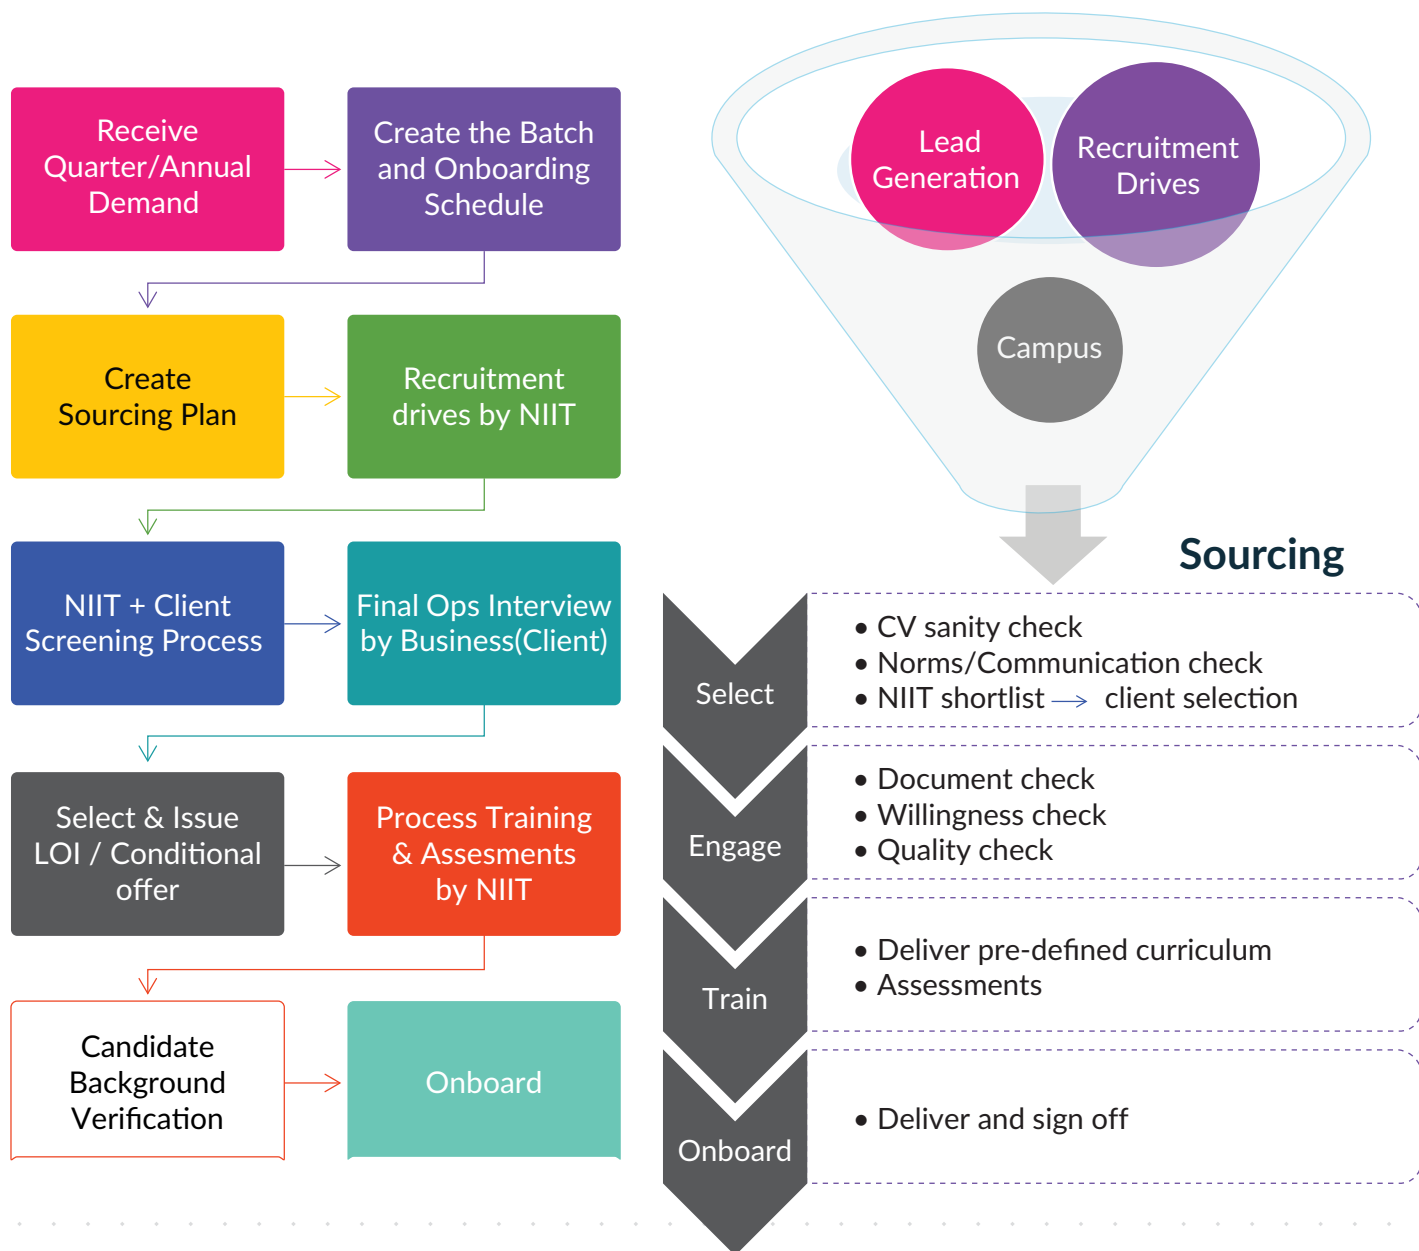 Receive
Quarter/Annual
Demand
Create the Batch
and Onboarding
Schedule
Create
Sourcing Plan
Recruitment
drives by NIIT
NIIT + Client
Screening Process
Final Ops Interview
by Business(Client)
Select & Issue
LOI / Conditional
offer
Process Training
& Assesments
by NIIT
Candidate
Background
Verification
Onboard
Lead
Generation
Recruitment
Drives
Campus
Sourcing
Select
• CV sanity check
• Norms/Communication check
• NIIT shortlist → client selection
Engage
• Document check
• Willingness check
• Quality check
Train
• Deliver pre-defined curriculum
• Assessments
Onboard
• Deliver and sign off